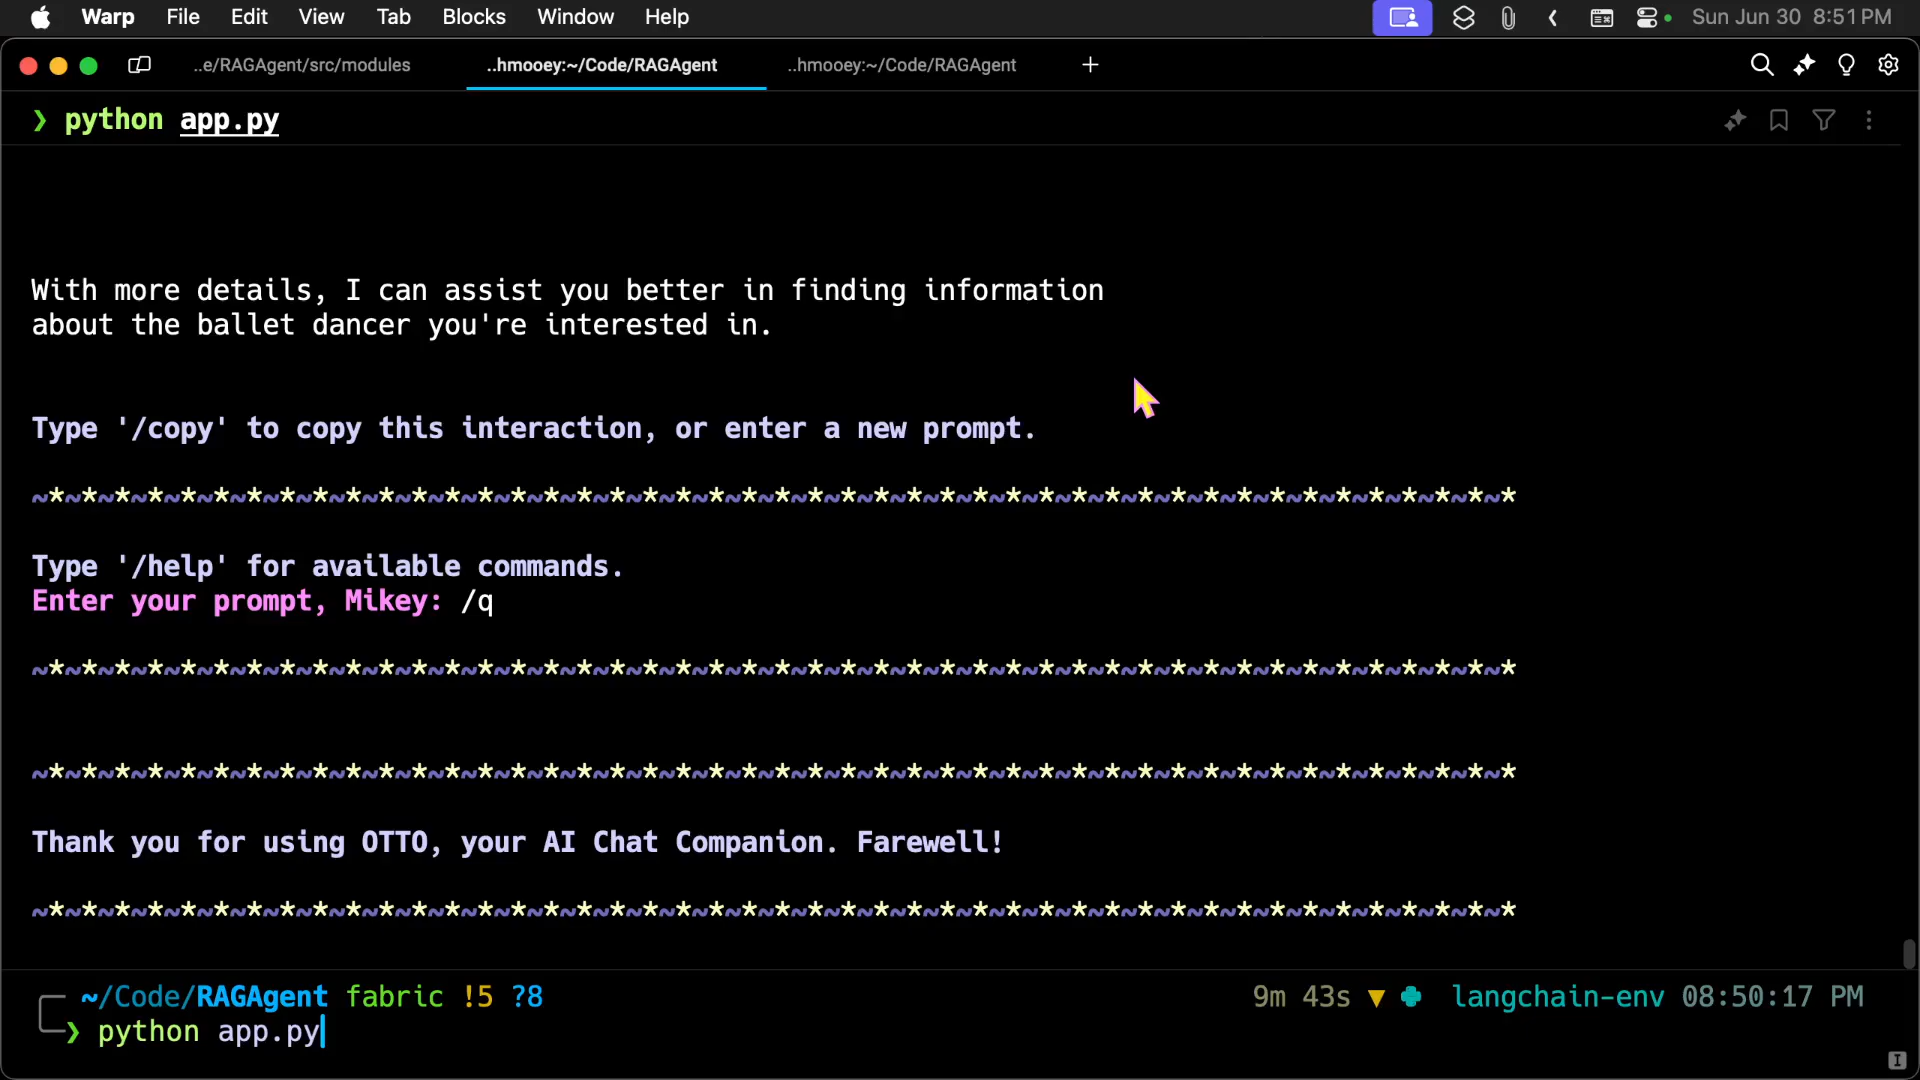 Warp File Edit View Tab Blocks Window Help Sun Jun 30 8:51 PM
..e/RAGAgent/src/modules ..hmooey:~/Code/RAGAgent ..hmooey:~/Code/RAGAgent +
❯ python app.py
With more details, I can assist you better in finding information
about the ballet dancer you're interested in.
Type '/copy' to copy this interaction, or enter a new prompt.
~*~*~*~*~*~*~*~*~*~*~*~*~*~*~*~*~*~*~*~*~*~*~*~*~*~*~*~*~*~*~*~*~*~*~*~*~*~*~*~*~*~*~*~*~*
Type '/help' for available commands.
Enter your prompt, Mikey: /q
~*~*~*~*~*~*~*~*~*~*~*~*~*~*~*~*~*~*~*~*~*~*~*~*~*~*~*~*~*~*~*~*~*~*~*~*~*~*~*~*~*~*~*~*~*
~*~*~*~*~*~*~*~*~*~*~*~*~*~*~*~*~*~*~*~*~*~*~*~*~*~*~*~*~*~*~*~*~*~*~*~*~*~*~*~*~*~*~*~*~*
Thank you for using OTTO, your AI Chat Companion. Farewell!
~*~*~*~*~*~*~*~*~*~*~*~*~*~*~*~*~*~*~*~*~*~*~*~*~*~*~*~*~*~*~*~*~*~*~*~*~*~*~*~*~*~*~*~*~*
~/Code/RAGAgent fabric !5 ?8 9m 43s ▼ langchain-env 08:50:17 PM
❯ python app.py